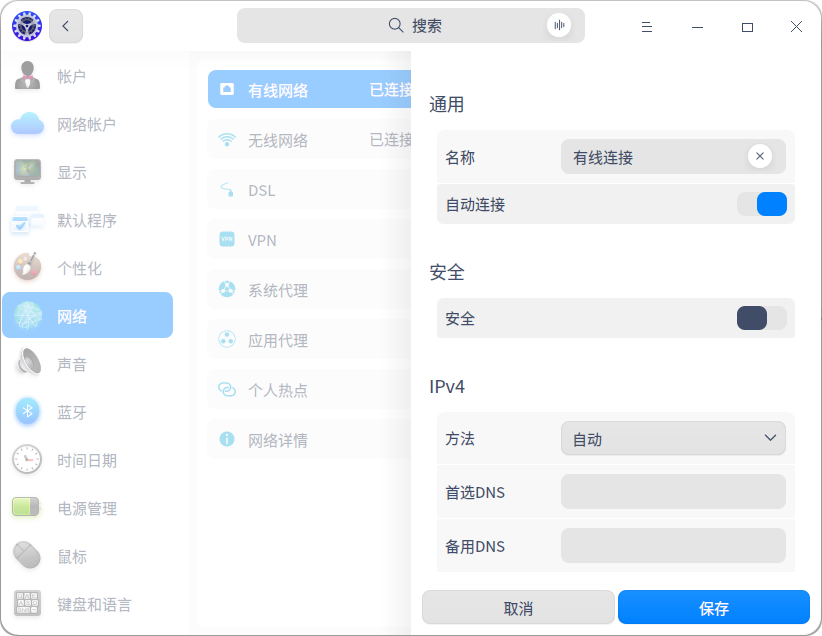 搜索
帐户
网络帐户
显示
默认程序
个性化
网络
声音
蓝牙
时间日期
电源管理
鼠标
键盘和语言
有线网络 已连接
无线网络 已连接
DSL
VPN
系统代理
应用代理
个人热点
网络详情
通用
名称 有线连接
自动连接
安全
安全
IPv4
方法 自动
首选DNS
备用DNS
取消 保存